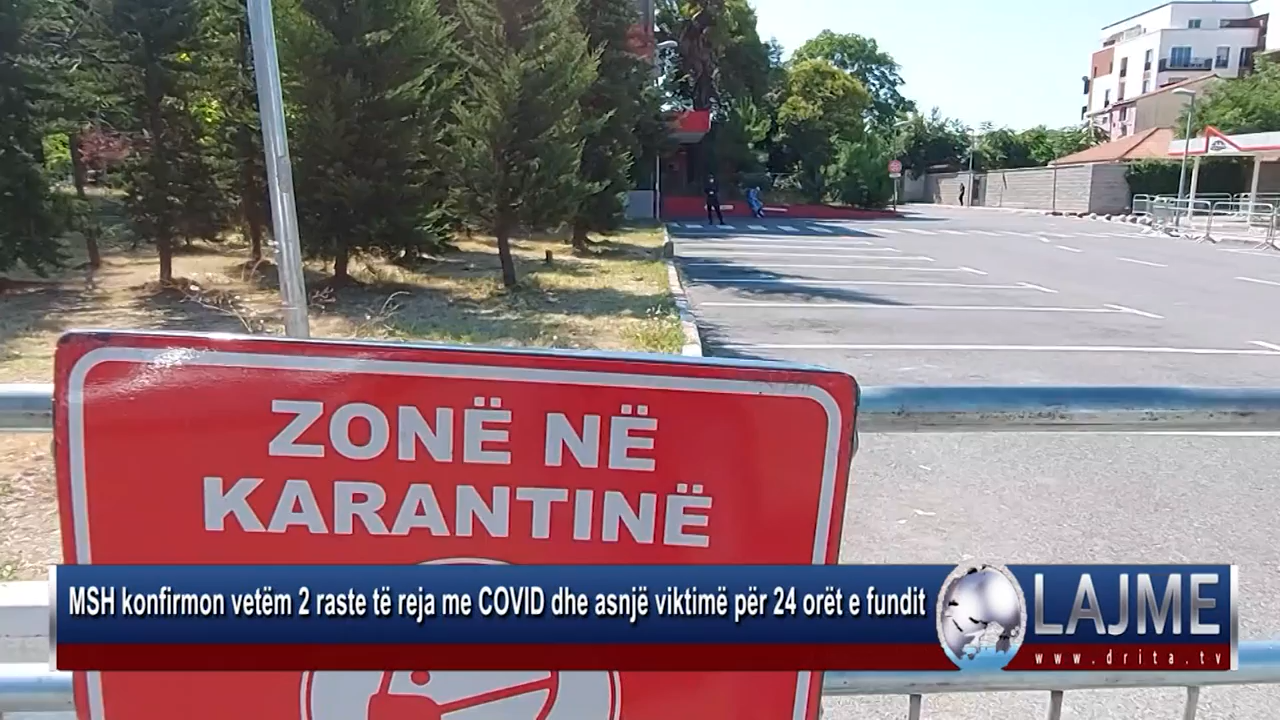 ZONË NË
KARANTINË
MSH konfirmon vetëm 2 raste të reja me COVID dhe asnjë viktimë për 24 orët e fundit
LAJME
www.drita.tv